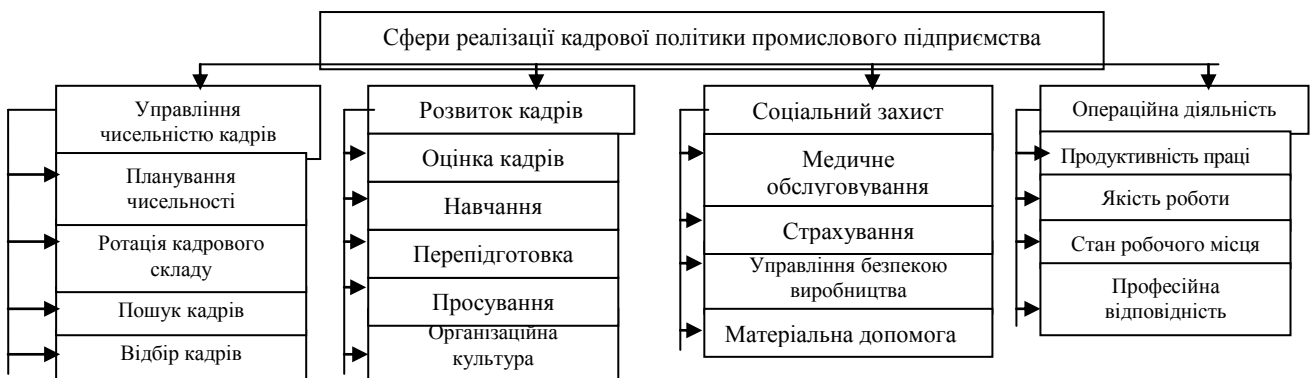 Сфери реалізації кадрової політики промислового підприємства
Управління
чисельністю кадрів
Планування
чисельності
Ротація кадрового
складу
Пошук кадрів
Відбір кадрів
Розвиток кадрів
Оцінка кадрів
Навчання
Перепідготовка
Просування
Організаційна
культура
Соціальний захист
Медичне
обслуговування
Страхування
Управління безпекою
виробництва
Матеріальна допомога
Операційна діяльність
Продуктивність праці
Якість роботи
Стан робочого місця
Професійна
відповідність